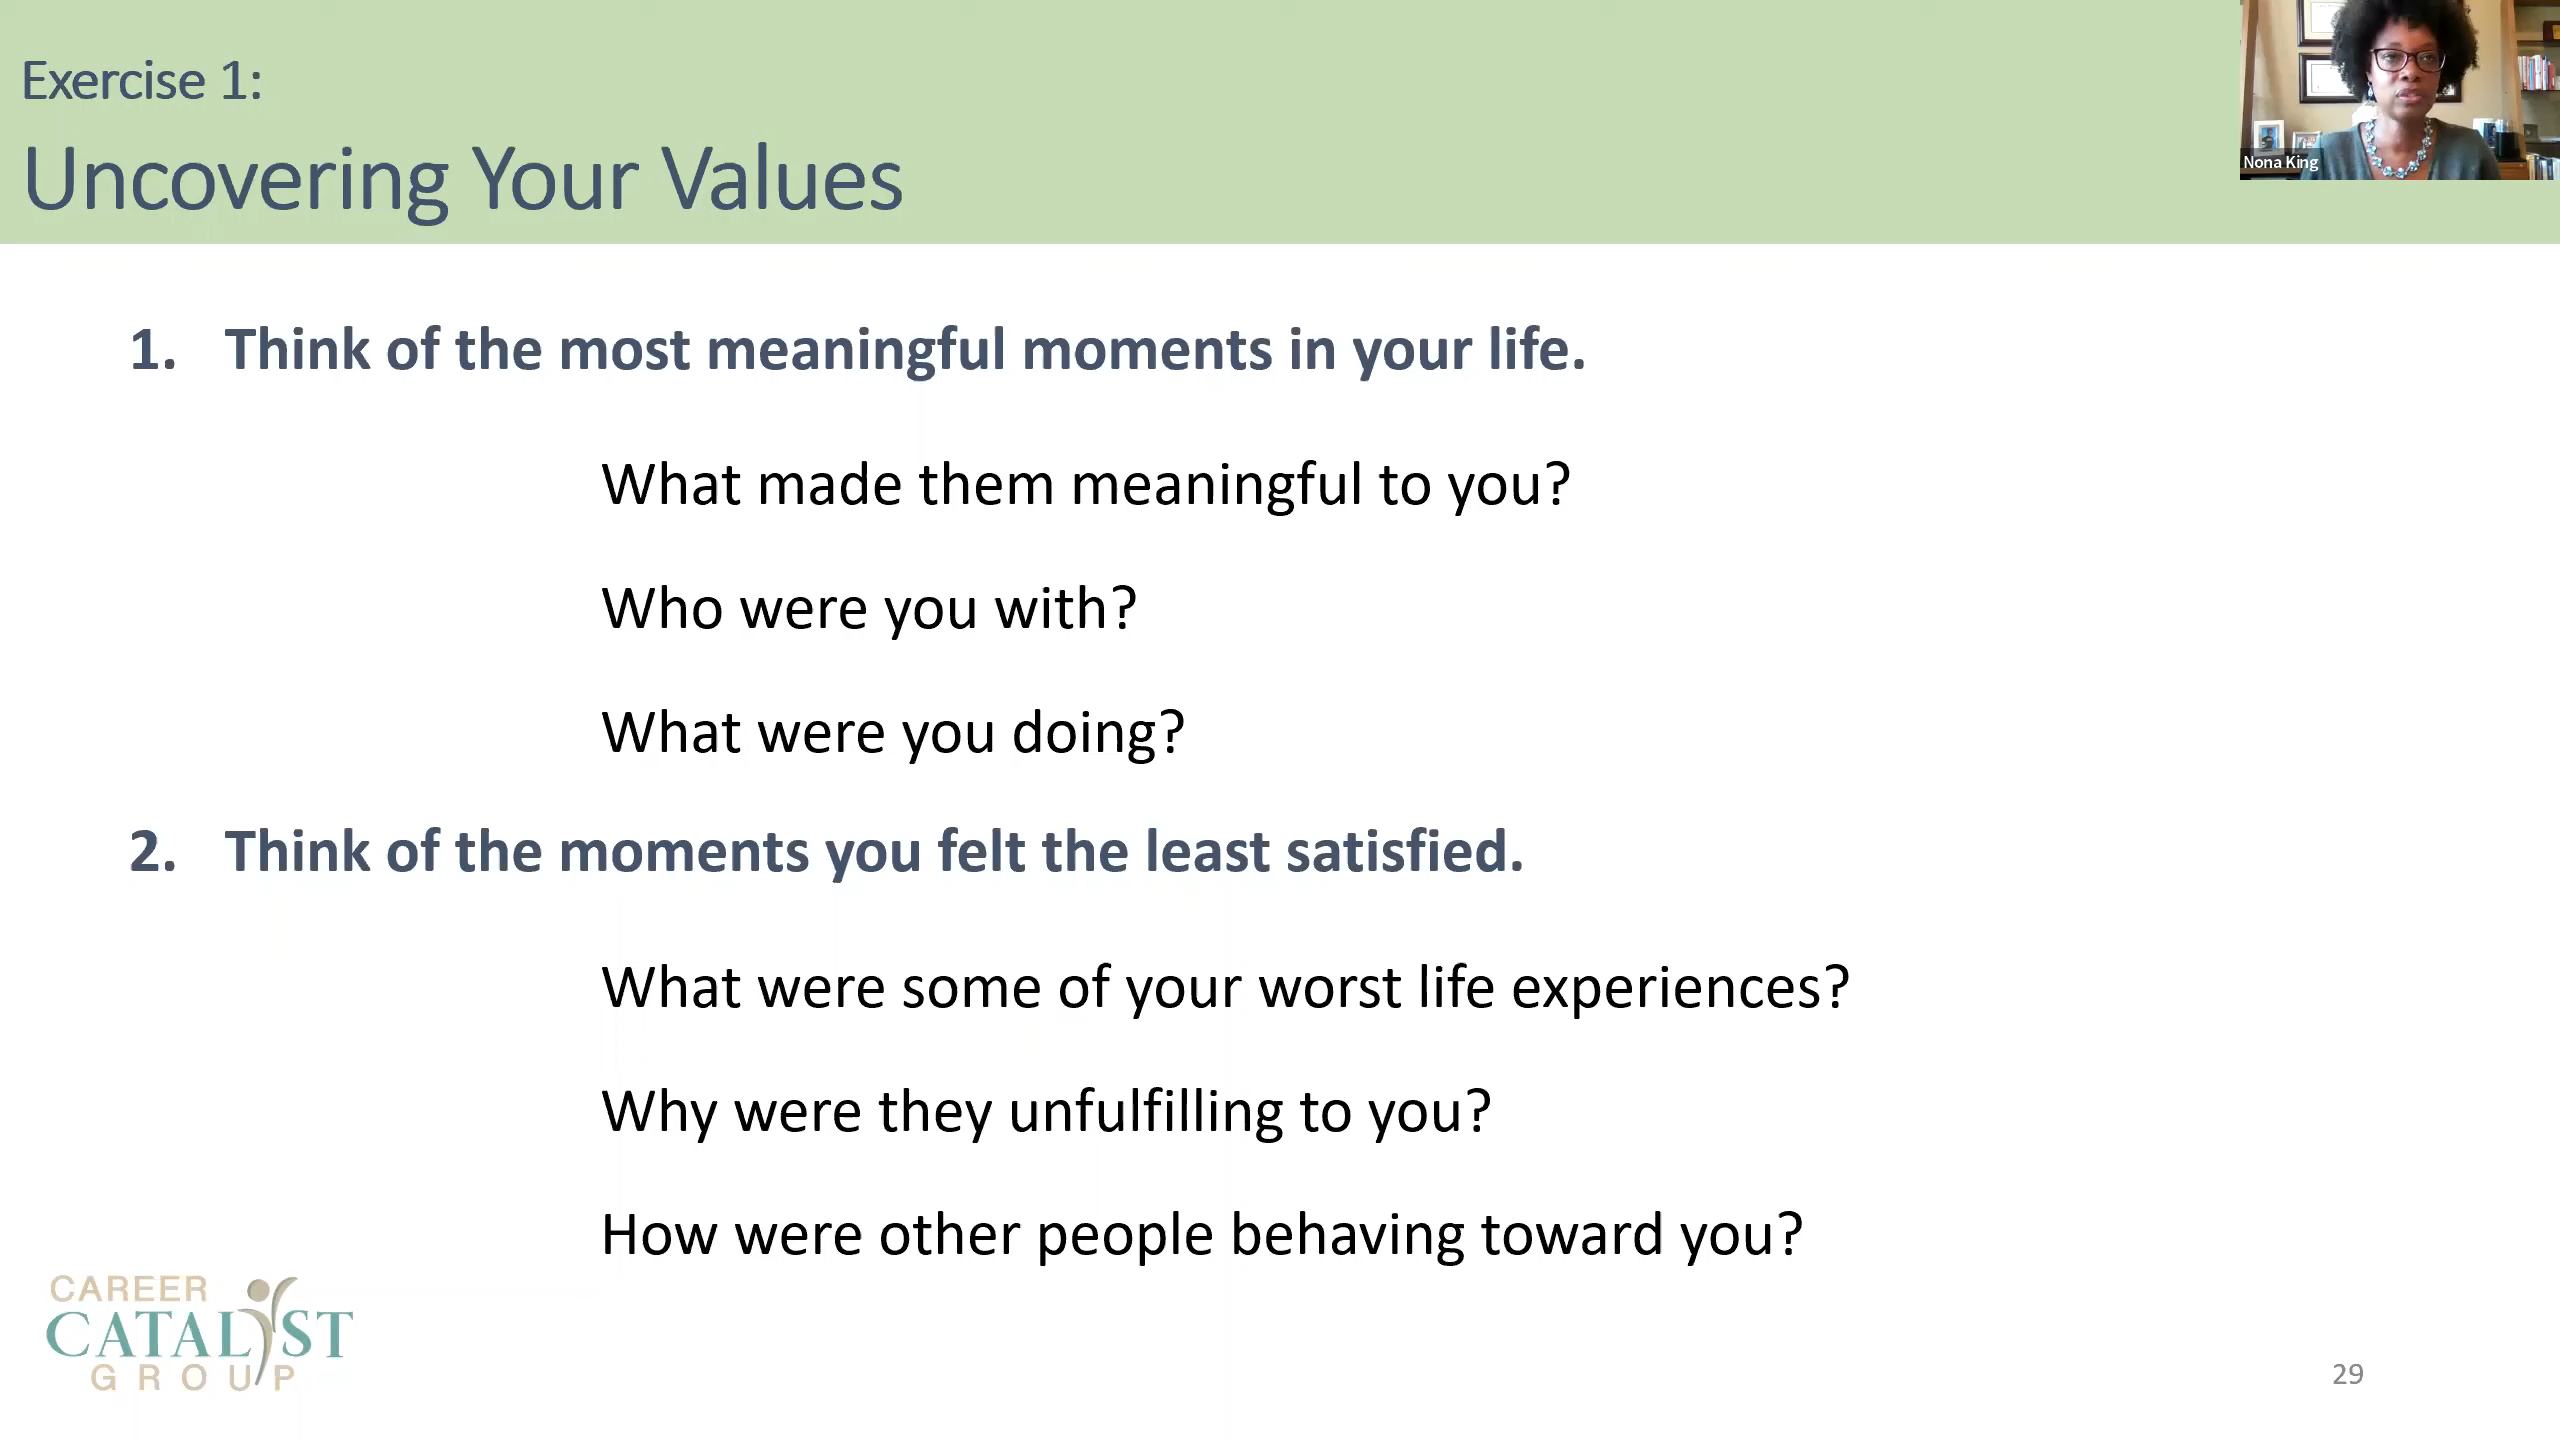 Exercise 1:
Uncovering Your Values
Nona King
1. Think of the most meaningful moments in your life.
What made them meaningful to you?
Who were you with?
What were you doing?
2. Think of the moments you felt the least satisfied.
What were some of your worst life experiences?
Why were they unfulfilling to you?
How were other people behaving toward you?
CAREER
CATALYST
GROUP
29